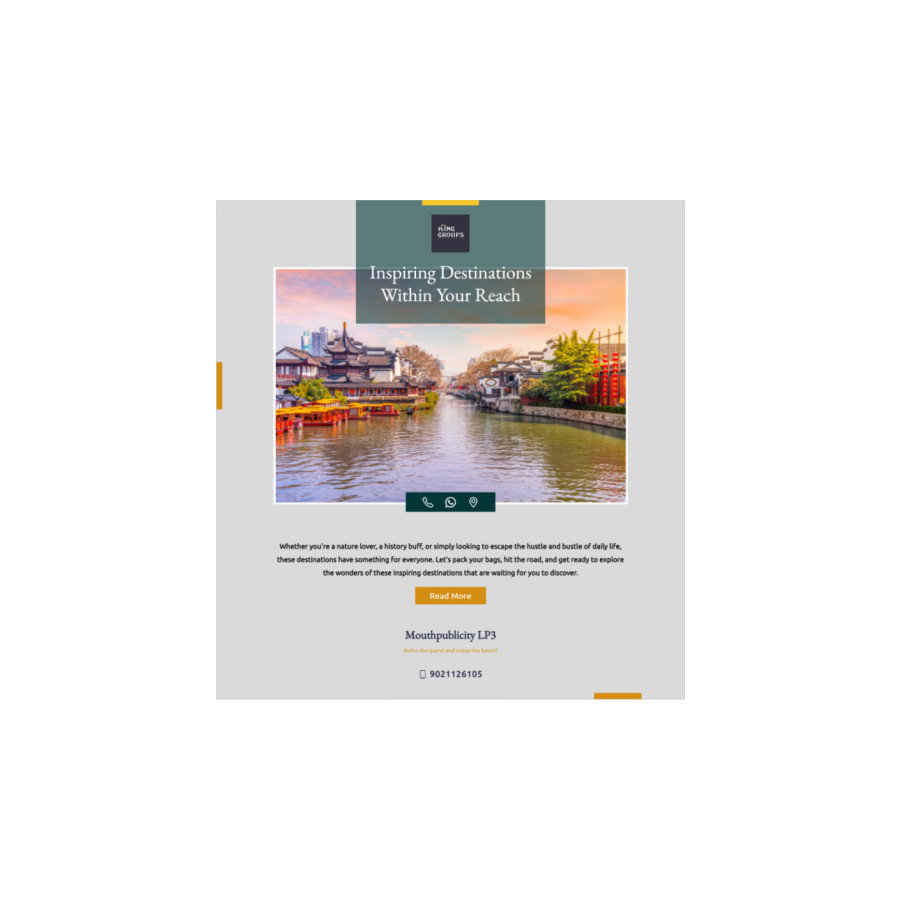 KING
GROUPS
Inspiring Destinations
Within Your Reach
Whether you're a nature lover, a history buff, or simply looking to escape the hustle and bustle of daily life,
these destinations have something for everyone. Let's pack your bags, hit the road, and get ready to explore
the wonders of these inspiring destinations that are waiting for you to discover.
Read More
Mouthpublicity LP3
Refer the guest and enjoy the best!!!
9021126105